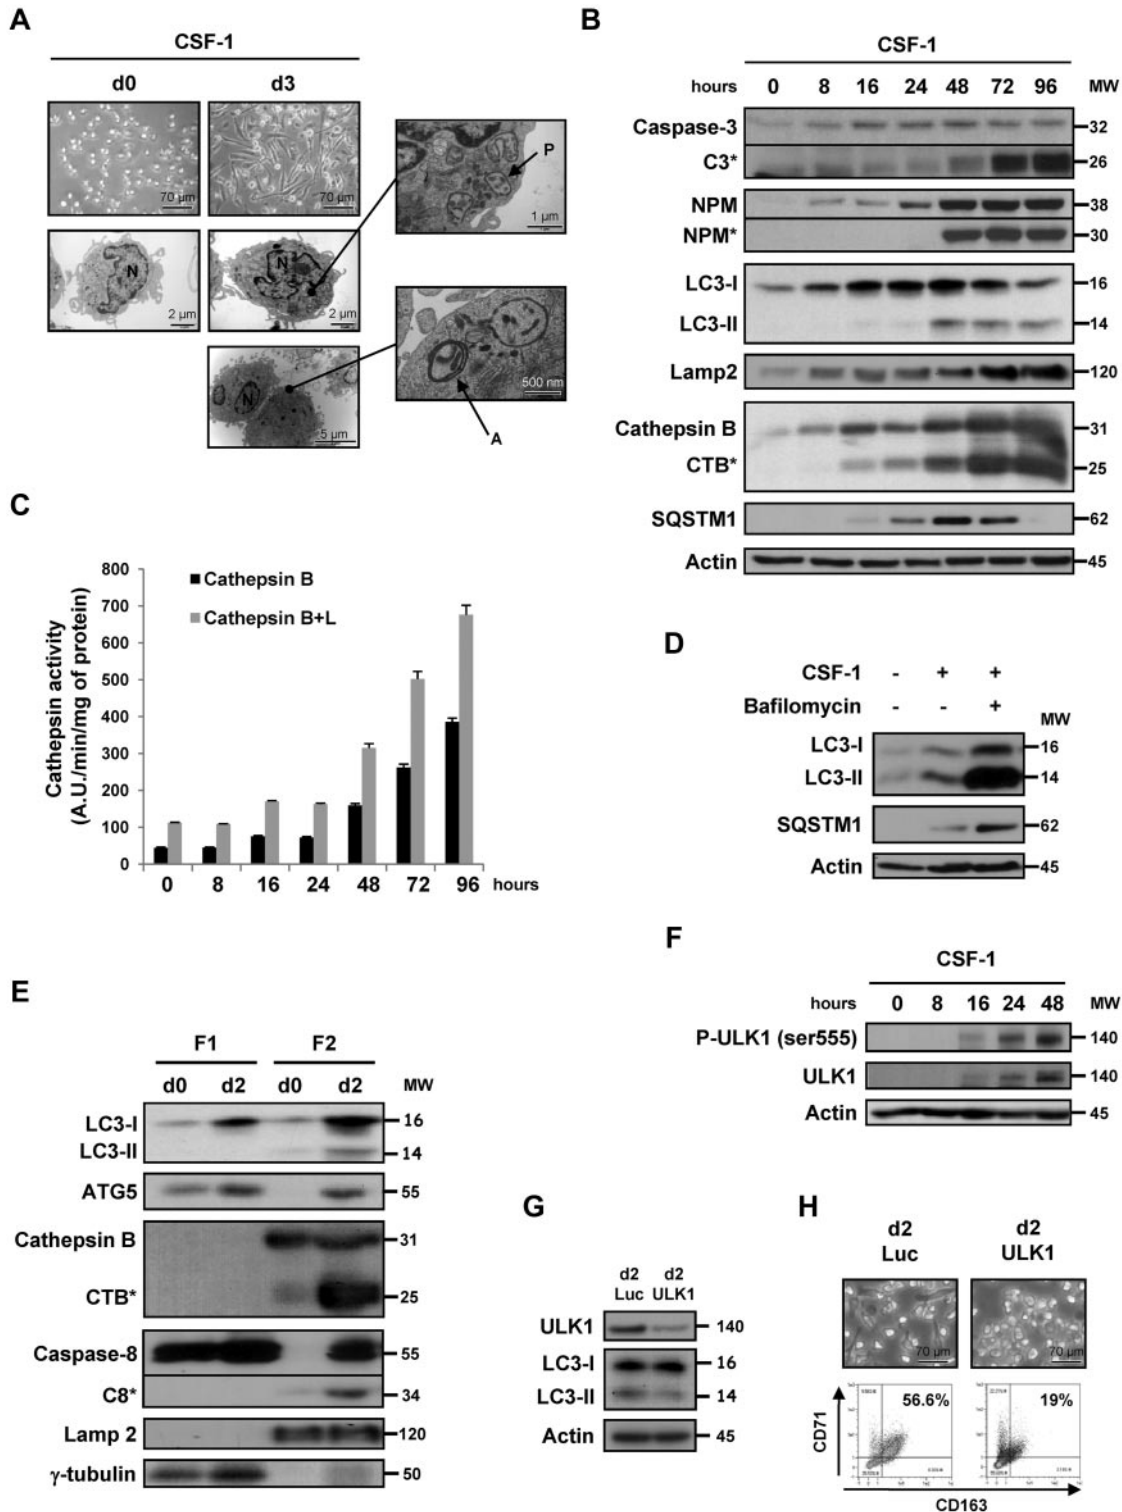 A
CSF-1
d0 d3
70 µm 70 µm
P
1 µm
N N
2 µm 2 µm
N
5 µm
500 nm
A
B
CSF-1
hours 0 8 16 24 48 72 96 MW
Caspase-3 32
C3* 26
NPM 38
NPM* 30
LC3-I 16
LC3-II 14
Lamp2 120
Cathepsin B 31
CTB* 25
SQSTM1 62
Actin 45
C
Cathepsin activity
(A.U./min/mg of protein)
800
700
600
500
400
300
200
100
0
Cathepsin B
Cathepsin B+L
0 8 16 24 48 72 96 hours
D
CSF-1 - + +
Bafilomycin - - +
MW
LC3-I 16
LC3-II 14
SQSTM1 62
Actin 45
E
F1 F2
d0 d2 d0 d2 MW
LC3-I 16
LC3-II 14
ATG5 55
Cathepsin B 31
CTB* 25
Caspase-8 55
C8* 34
Lamp 2 120
γ-tubulin 50
F
CSF-1
hours 0 8 16 24 48 MW
P-ULK1 (ser555) 140
ULK1 140
Actin 45
G
d2 d2
Luc ULK1
ULK1 140
LC3-I 16
LC3-II 14
Actin 45
H
d2 d2
Luc ULK1
70 µm 70 µm
56.6% 19%
CD71
CD163